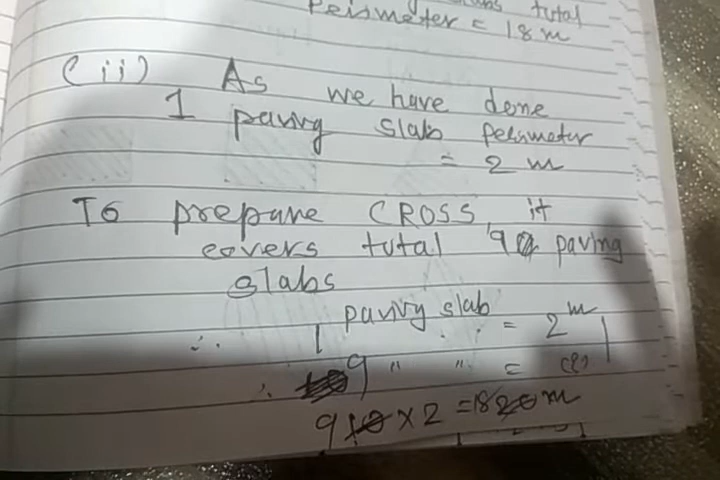 total
Perimeter = 18 m
(ii) As we have done
1 paving slab perimeter
= 2 m
To prepare CROSS, it
covers total 9 paving
slabs
∴ 1 paving slab = 2 m
∴ 9 " " = (?)
9 × 2 = 18 m